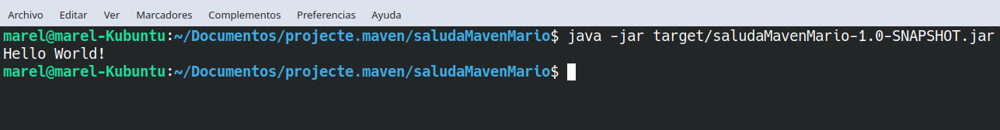 Archivo Editar Ver Marcadores Complementos Preferencias Ayuda
marel@marel-Kubuntu:~/Documentos/projecte.maven/saludaMavenMario$ java -jar target/saludaMavenMario-1.0-SNAPSHOT.jar
Hello World!
marel@marel-Kubuntu:~/Documentos/projecte.maven/saludaMavenMario$